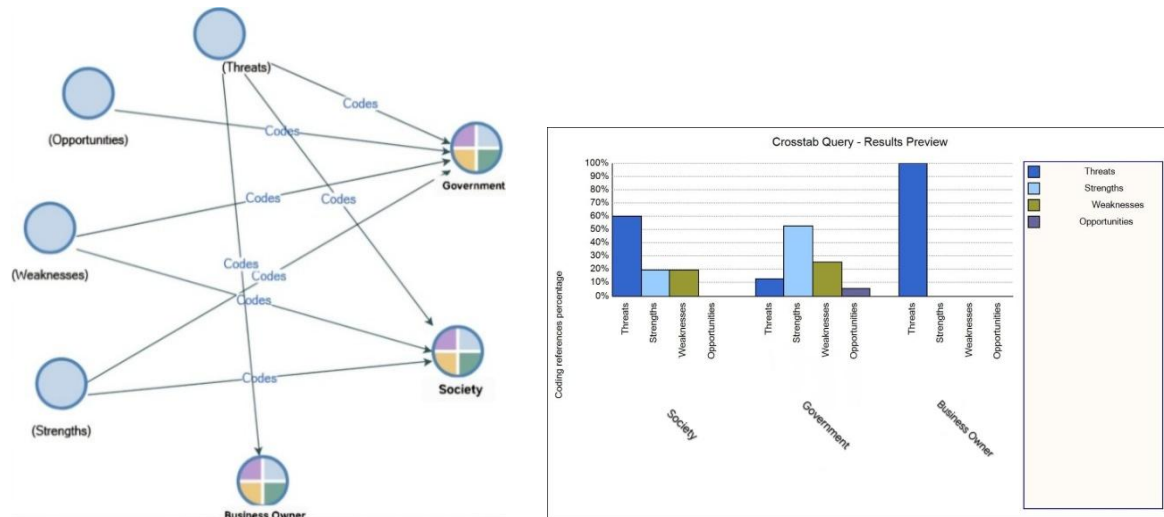 (Threats)
Codes
(Opportunities)
Codes
Government
Codes
Codes
(Weaknesses)
Codes
Codes
Codes
Society
Codes
(Strengths)
Business Owner
Crosstab Query - Results Preview
Coding references percentage
100%
90%
80%
70%
60%
50%
40%
30%
20%
10%
0%
Threats
Strengths
Weaknesses
Opportunities
Threats
Strengths
Weaknesses
Opportunities
Threats
Strengths
Weaknesses
Opportunities
Society
Government
Business Owner
Threats
Strengths
Weaknesses
Opportunities